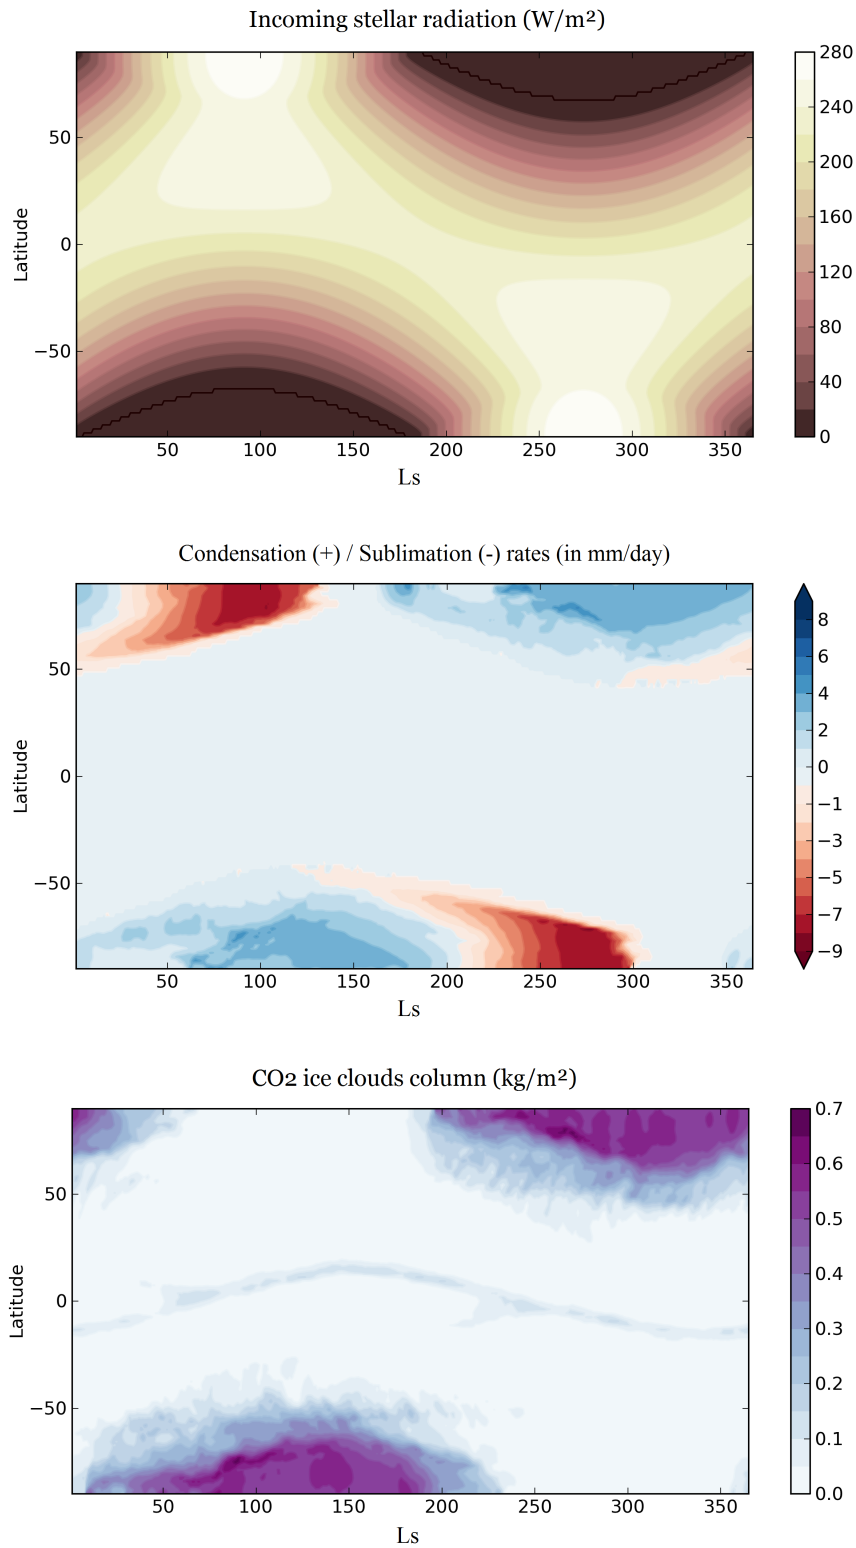 Incoming stellar radiation (W/m²)
280
240
200
160
120
80
40
0
50
0
−50
Latitude
50 100 150 200 250 300 350
Ls
Condensation (+) / Sublimation (-) rates (in mm/day)
8
6
4
2
0
−1
−3
−5
−7
−9
50
0
−50
Latitude
50 100 150 200 250 300 350
Ls
CO2 ice clouds column (kg/m²)
0.7
0.6
0.5
0.4
0.3
0.2
0.1
0.0
50
0
−50
Latitude
50 100 150 200 250 300 350
Ls